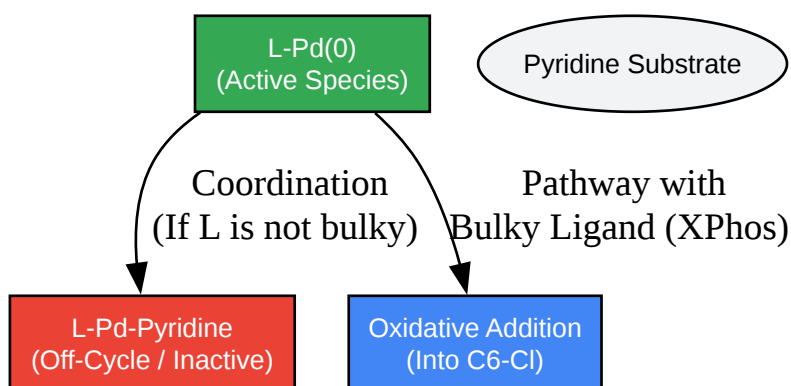 L-Pd(0)
(Active Species)
Pyridine Substrate
Coordination
(If L is not bulky)
Pathway with
Bulky Ligand (XPhos)
L-Pd-Pyridine
(Off-Cycle / Inactive)
Oxidative Addition
(Into C6-Cl)